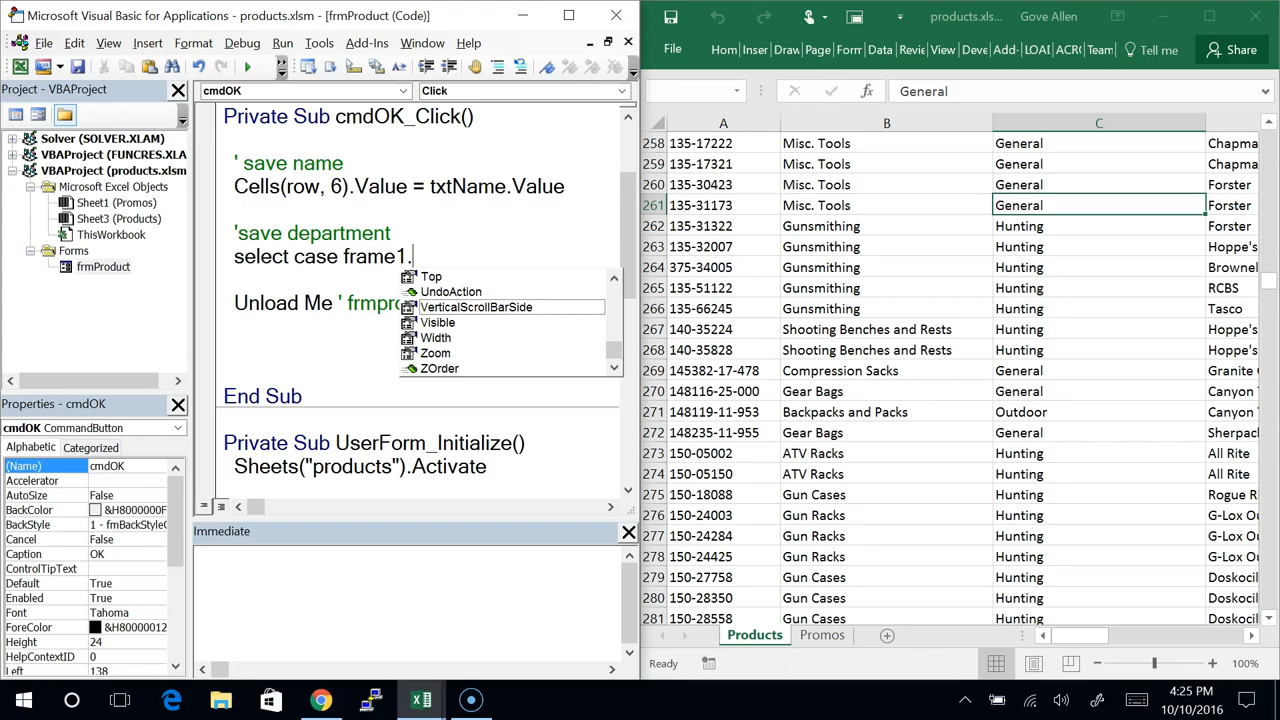 Microsoft Visual Basic for Applications - products.xlsm - [frmProduct (Code)]
File Edit View Insert Format Debug Run Tools Add-Ins Window Help
Project - VBAProject
Solver (SOLVER.XLAM)
VBAProject (FUNCRES.XLA
VBAProject (products.xlsm
Microsoft Excel Objects
Sheet1 (Promos)
Sheet3 (Products)
ThisWorkbook
Forms
frmProduct
Properties - cmdOK
cmdOK CommandButton
Alphabetic Categorized
(Name) cmdOK
Accelerator
AutoSize False
BackColor &H8000000F
BackStyle 1 - fmBackStyleO
Cancel False
Caption OK
ControlTipText
Default True
Enabled True
Font Tahoma
ForeColor &H80000012
Height 24
HelpContextID 0
Left 138
cmdOK Click
Private Sub cmdOK_Click()
' save name
Cells(row, 6).Value = txtName.Value
'save department
select case frame1.
Top
UndoAction
VerticalScrollBarSide
Visible
Width
Zoom
ZOrder
Unload Me ' frmpro
End Sub
Private Sub UserForm_Initialize()
Sheets("products").Activate
Immediate
products.xls... Gove Allen
File Hom Inser Draw Page Form Data Revie View Deve Add- LOAI ACRO Team Tell me Share
fx General
A B C
258 135-17222 Misc. Tools General Chapma
259 135-17321 Misc. Tools General Chapma
260 135-30423 Misc. Tools General Forster
261 135-31173 Misc. Tools General Forster
262 135-31322 Gunsmithing Hunting Forster
263 135-32007 Gunsmithing Hunting Hoppe's
264 375-34005 Gunsmithing Hunting Brownel
265 135-51122 Gunsmithing Hunting RCBS
266 135-66245 Gunsmithing Hunting Tasco
267 140-35224 Shooting Benches and Rests Hunting Hoppe's
268 140-35828 Shooting Benches and Rests Hunting Hoppe's
269 145382-17-478 Compression Sacks General Granite
270 148116-25-000 Gear Bags General Canyon
271 148119-11-953 Backpacks and Packs Outdoor Canyon
272 148235-11-955 Gear Bags General Sherpac
273 150-05002 ATV Racks Hunting All Rite
274 150-05150 ATV Racks Hunting All Rite
275 150-18088 Gun Cases Hunting Rogue R
276 150-24003 Gun Racks Hunting G-Lox Ou
277 150-24284 Gun Racks Hunting G-Lox Ou
278 150-24425 Gun Racks Hunting G-Lox Ou
279 150-27758 Gun Cases Hunting Doskocil
280 150-28350 Gun Cases Hunting Doskocil
281 150-28558 Gun Cases Hunting Doskocil
Products Promos
Ready 100%
4:25 PM
10/10/2016